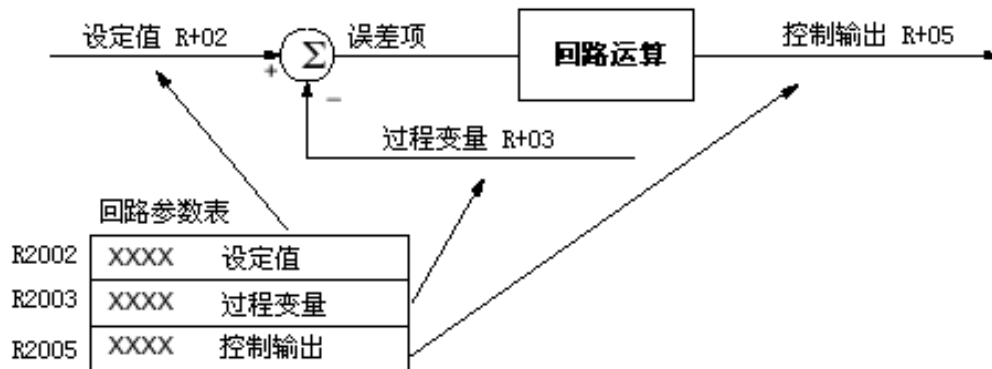 设定值 R+02
误差项
回路运算
控制输出 R+05
+
Σ
−
过程变量 R+03
回路参数表
R2002 XXXX 设定值
R2003 XXXX 过程变量
R2005 XXXX 控制输出